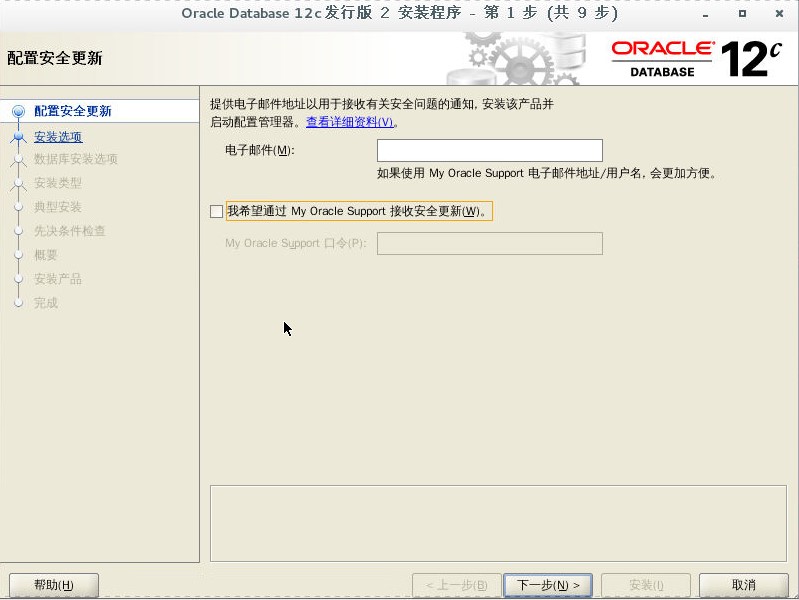 Oracle Database 12c 发行版 2 安装程序 - 第 1 步 (共 9 步)
配置安全更新
ORACLE
DATABASE
12c
配置安全更新
安装选项
数据库安装选项
安装类型
典型安装
先决条件检查
概要
安装产品
完成
提供电子邮件地址以用于接收有关安全问题的通知, 安装该产品并
启动配置管理器。查看详细资料(V)。
电子邮件(M):
如果使用 My Oracle Support 电子邮件地址/用户名, 会更加方便。
我希望通过 My Oracle Support 接收安全更新(W)。
My Oracle Support 口令(P):
帮助(H)
< 上一步(B)
下一步(N) >
安装(I)
取消